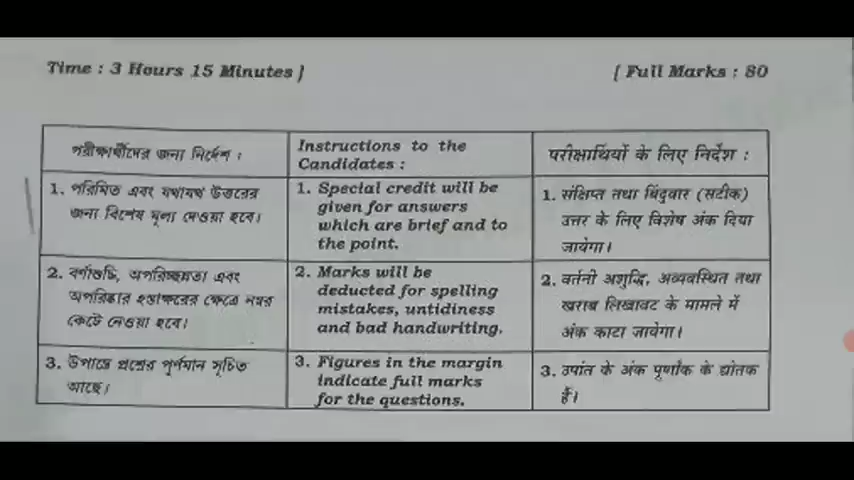 Time : 3 Hours 15 Minutes ]
[ Full Marks : 80
পরীক্ষার্থীদের জন্য নির্দেশ :
1. পরিমিত এবং যথাযথ উত্তরের
জন্য বিশেষ মূল্য দেওয়া হবে।
2. বর্ণাশুদ্ধি, অপরিচ্ছন্নতা এবং
অপরিষ্কার হস্তাক্ষরের ক্ষেত্রে নম্বর
কেটে নেওয়া হবে।
3. উপান্তে প্রশ্নের পূর্ণমান সূচিত
আছে।
Instructions to the
Candidates :
1. Special credit will be
given for answers
which are brief and to
the point.
2. Marks will be
deducted for spelling
mistakes, untidiness
and bad handwriting.
3. Figures in the margin
indicate full marks
for the questions.
परीक्षार्थियों के लिए निर्देश :
1. संक्षिप्त तथा बिंदुवार (सटीक)
उत्तर के लिए विशेष अंक दिया
जायेगा।
2. वर्तनी अशुद्धि, अव्यवस्थित तथा
खराब लिखावट के मामले में
अंक काटा जायेगा।
3. उपांत के अंक पूर्णांक के द्योतक
हैं।